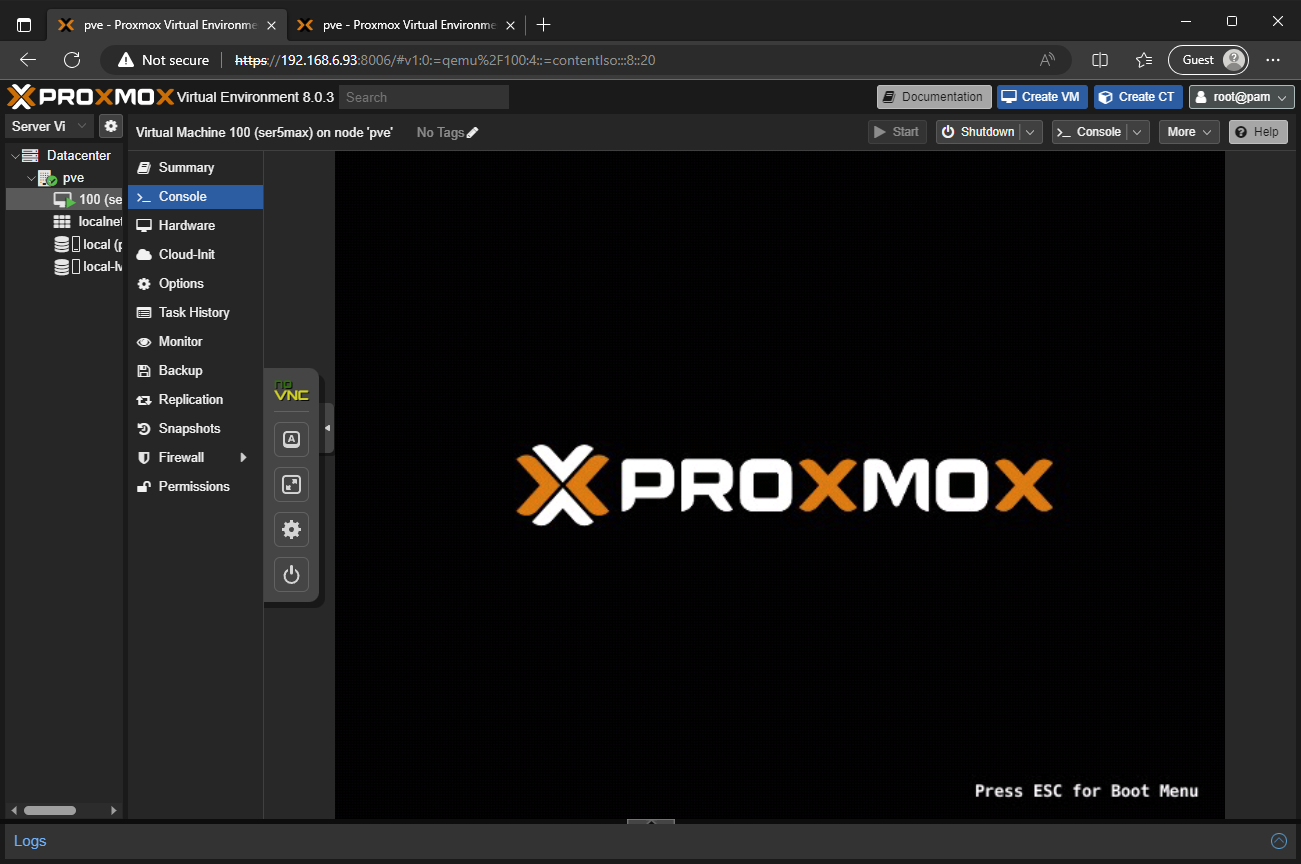 pve - Proxmox Virtual Environme
pve - Proxmox Virtual Environme
Not secure https://192.168.6.93:8006/#v1:0:=qemu%2F100:4::=contentIso:::8::20 Guest
PROXMOX Virtual Environment 8.0.3 Search Documentation Create VM Create CT root@pam
Server Vi
Virtual Machine 100 (ser5max) on node 'pve' No Tags Start Shutdown Console More Help
Datacenter
pve
100 (se
localnet
local (p
local-lv
Summary
Console
Hardware
Cloud-Init
Options
Task History
Monitor
Backup
Replication
Snapshots
Firewall
Permissions
no
VNC
A
PROXMOX
Press ESC for Boot Menu
Logs